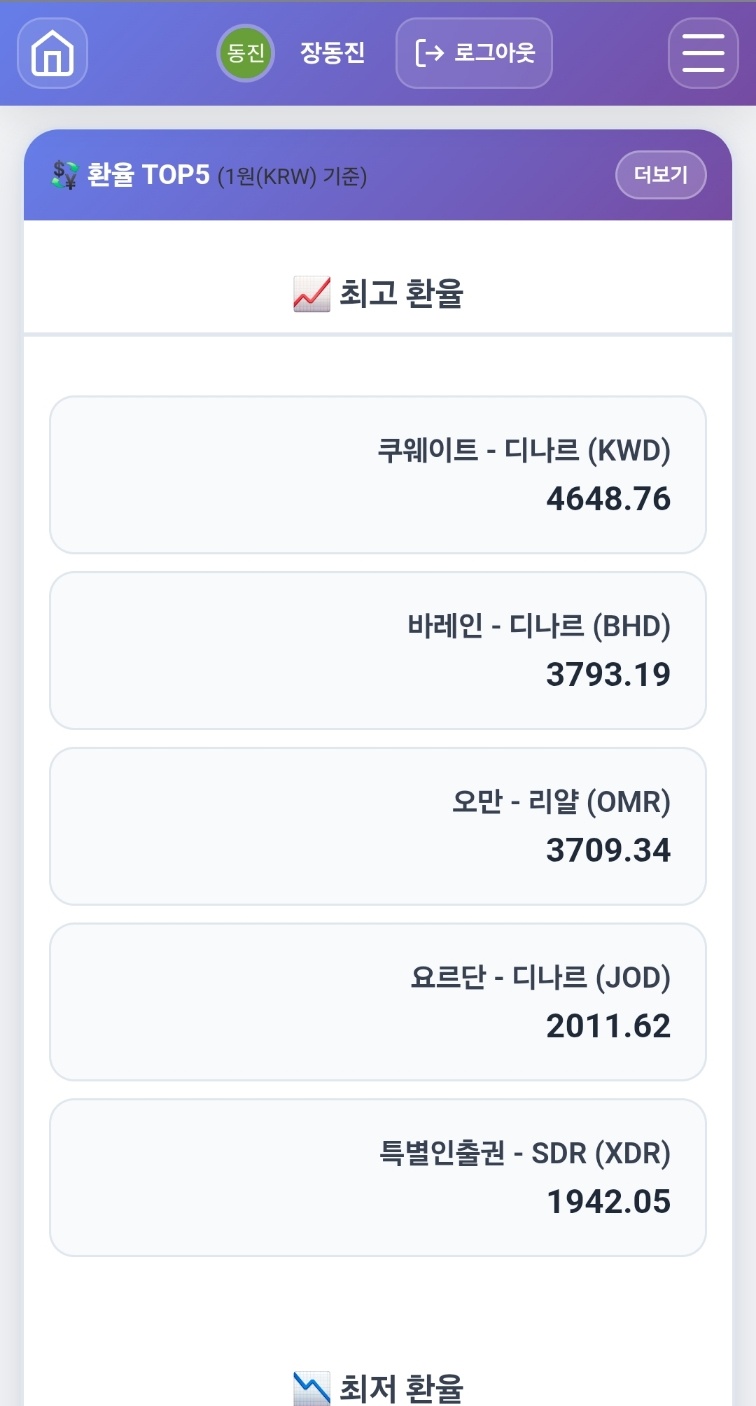 동진 장동진 로그아웃
환율 TOP5 (1원(KRW) 기준) 더보기
최고 환율
쿠웨이트 - 디나르 (KWD)
4648.76
바레인 - 디나르 (BHD)
3793.19
오만 - 리얄 (OMR)
3709.34
요르단 - 디나르 (JOD)
2011.62
특별인출권 - SDR (XDR)
1942.05
최저 환율